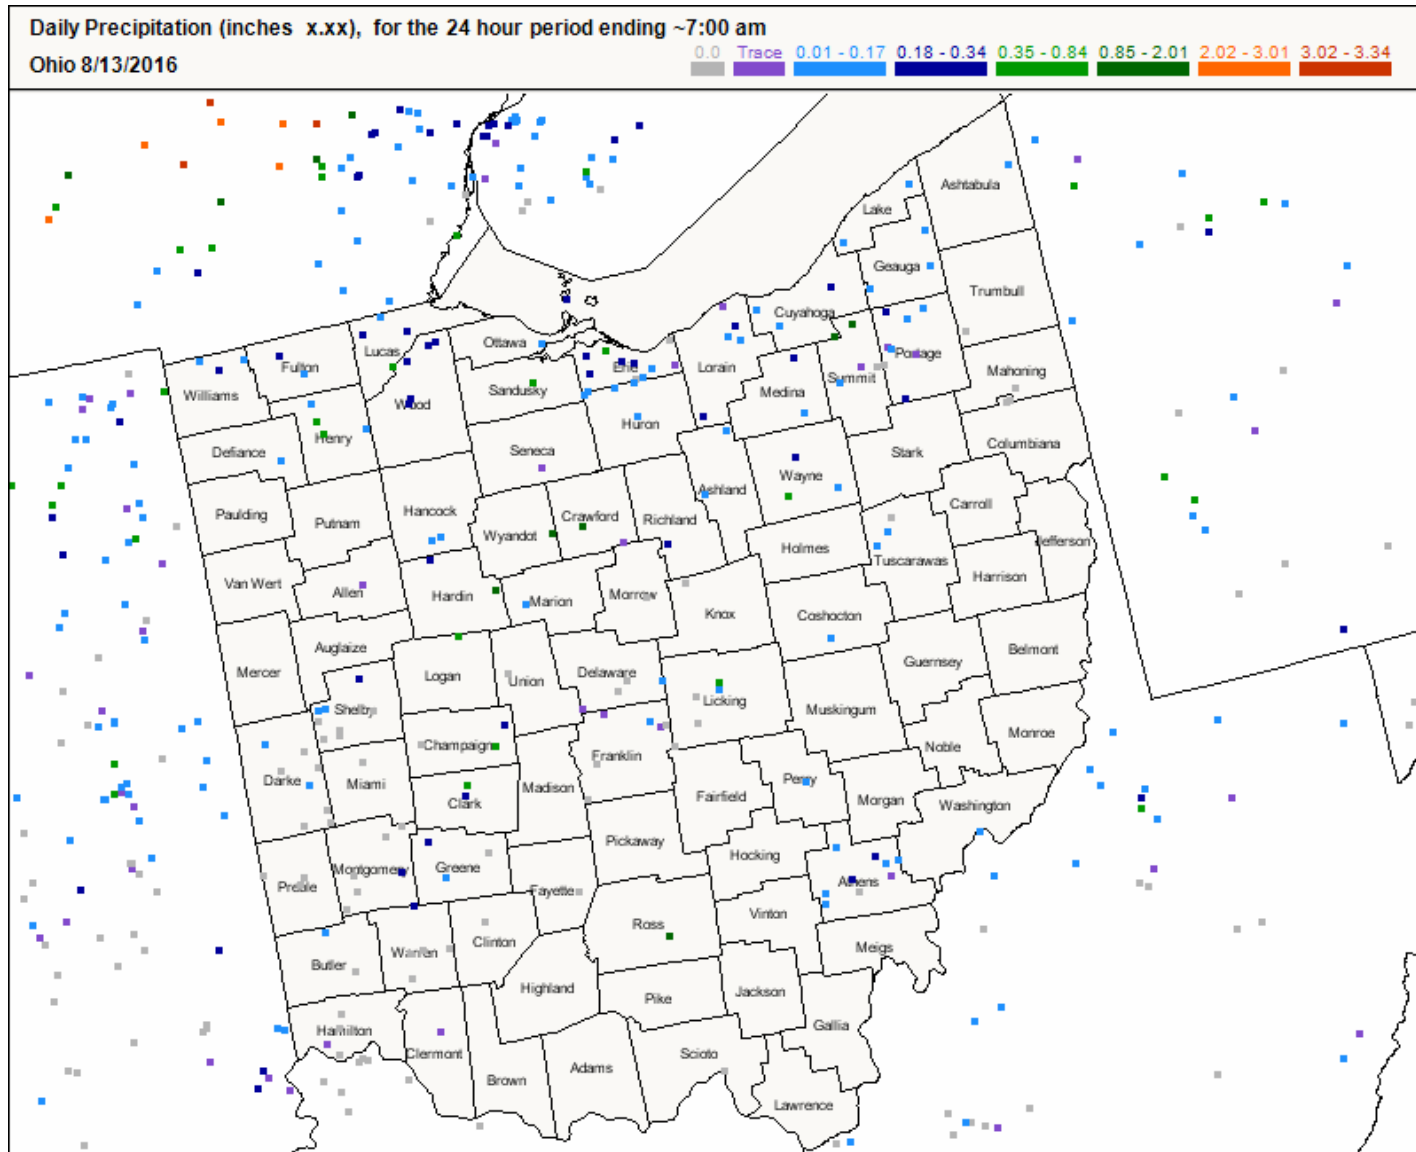 Daily Precipitation (inches x.xx), for the 24 hour period ending ~7:00 am
0.0 Trace 0.01 - 0.17 0.18 - 0.34 0.35 - 0.84 0.85 - 2.01 2.02 - 3.01 3.02 - 3.34
Ohio 8/13/2016
Ashtabula
Lake
Geauga
Trumbull
Cuyahoga
Ottawa
Lucas
Fulton
Williams
Erie
Lorain
Portage
Summit
Mahoning
Sandusky
Medina
Wood
Huron
Henry
Defiance
Seneca
Stark
Columbiana
Wayne
Ashland
Carroll
Paulding
Putnam
Hancock
Crawford
Richland
Wyandot
Jefferson
Holmes
Tuscarawas
Harrison
Van Wert
Allen
Hardin
Marion
Morrow
Knox
Coshocton
Auglaize
Belmont
Guernsey
Mercer
Logan
Union
Delaware
Licking
Muskingum
Shelby
Monroe
Noble
Champaign
Franklin
Darke
Miami
Madison
Perry
Fairfield
Morgan
Washington
Clark
Pickaway
Hocking
Montgomery
Greene
Preble
Fayette
Athens
Vinton
Ross
Clinton
Warren
Meigs
Butler
Highland
Pike
Jackson
Gallia
Hamilton
Clermont
Scioto
Adams
Brown
Lawrence